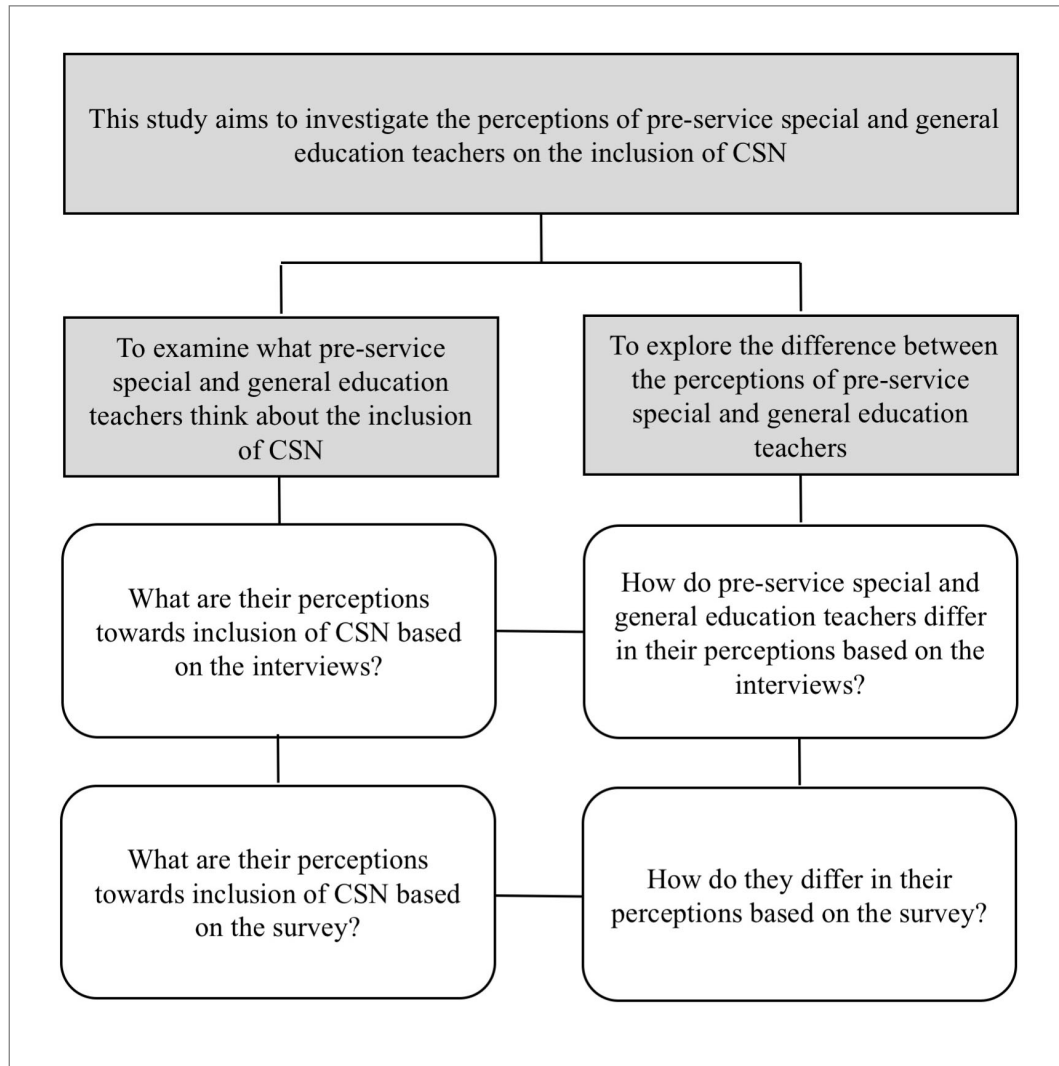 This study aims to investigate the perceptions of pre-service special and general
education teachers on the inclusion of CSN
To examine what pre-service
special and general education
teachers think about the inclusion
of CSN
To explore the difference between
the perceptions of pre-service
special and general education
teachers
What are their perceptions
towards inclusion of CSN based
on the interviews?
How do pre-service special and
general education teachers differ
in their perceptions based on the
interviews?
What are their perceptions
towards inclusion of CSN based
on the survey?
How do they differ in their
perceptions based on the survey?